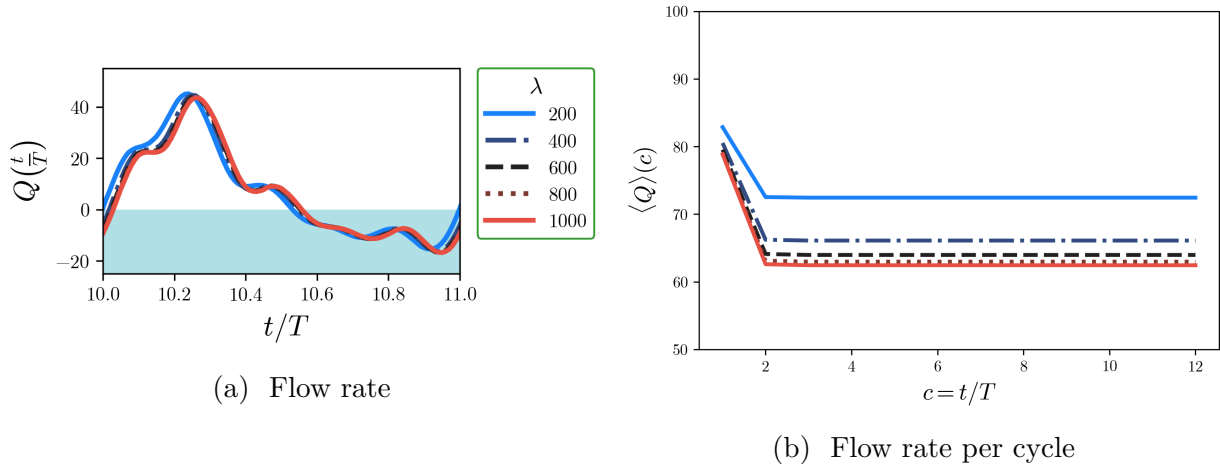 Q(t/T)
40
20
0
−20
10.0 10.2 10.4 10.6 10.8 11.0
t/T
λ
200
400
600
800
1000
(a) Flow rate
⟨Q⟩(c)
100
90
80
70
60
50
2 4 6 8 10 12
c = t/T
(b) Flow rate per cycle